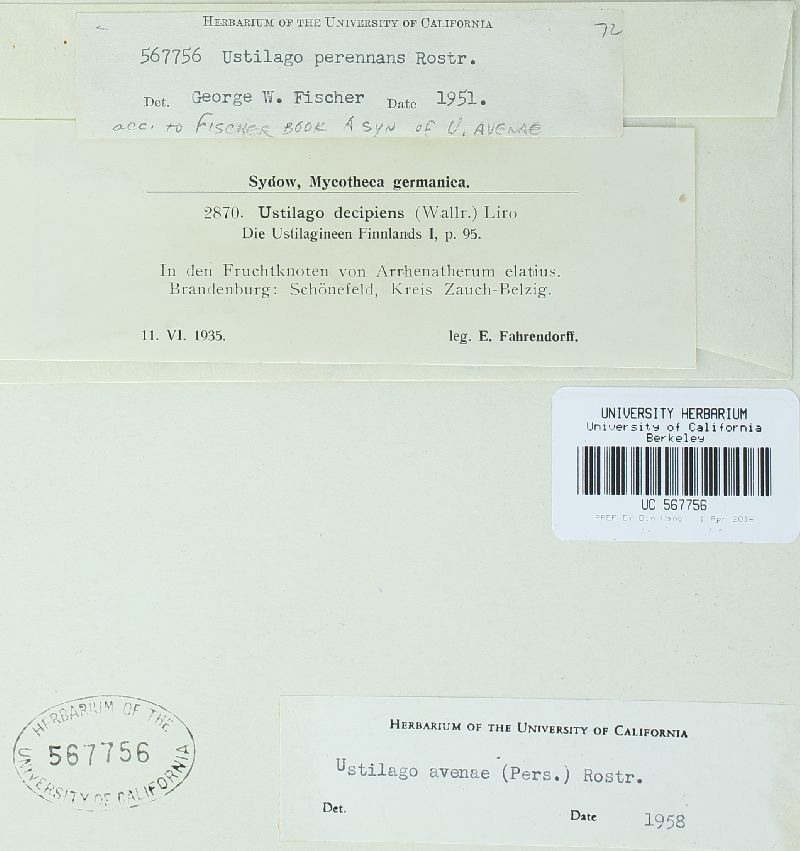 HERBARIUM OF THE UNIVERSITY OF CALIFORNIA
72
567756 Ustilago perennans Rostr.
Det. George W. Fischer Date 1951.
acc. to FISCHER BOOK A SYN OF U. AVENAE
Sydow, Mycotheca germanica.
2870. Ustilago decipiens (Wallr.) Liro
Die Ustilagineen Finnlands I, p. 95.
In den Fruchtknoten von Arrhenatherum elatius.
Brandenburg: Schönefeld, Kreis Zauch-Belzig.
11. VI. 1935. leg. E. Fahrendorff.
UNIVERSITY HERBARIUM
University of California
Berkeley
UC 567756
HERBARIUM OF THE
567756
UNIVERSITY OF CALIFORNIA
HERBARIUM OF THE UNIVERSITY OF CALIFORNIA
Ustilago avenae (Pers.) Rostr.
Det. Date 1958